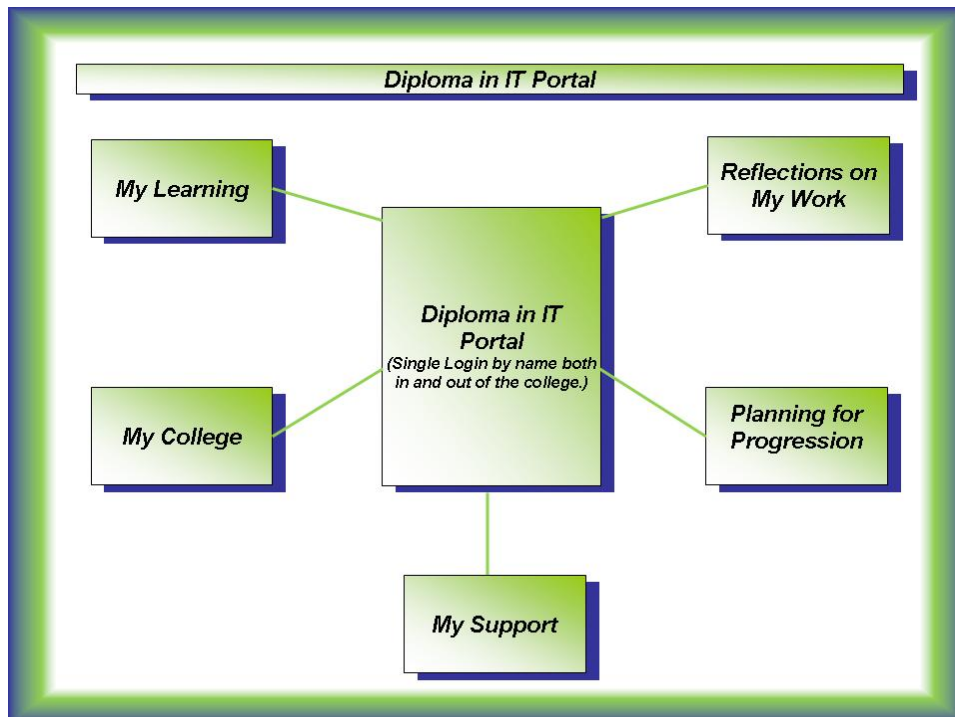 Diploma in IT Portal
My Learning
Reflections on
My Work
Diploma in IT
Portal
(Single Login by name both
in and out of the college.)
My College
Planning for
Progression
My Support